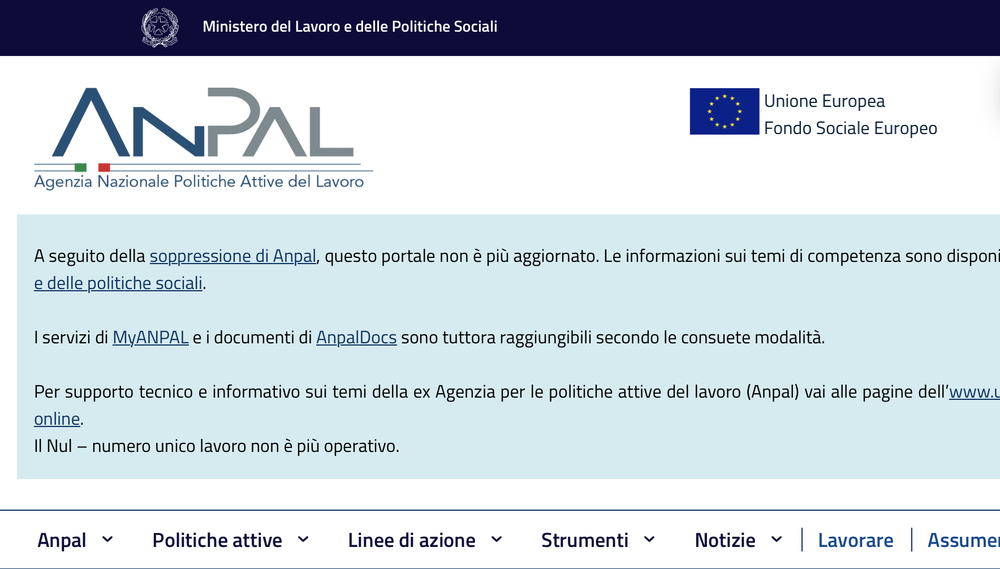 Ministero del Lavoro e delle Politiche Sociali
ANPAL
Agenzia Nazionale Politiche Attive del Lavoro
Unione Europea
Fondo Sociale Europeo
A seguito della soppressione di Anpal, questo portale non è più aggiornato. Le informazioni sui temi di competenza sono disponi
e delle politiche sociali.
I servizi di MyANPAL e i documenti di AnpalDocs sono tuttora raggiungibili secondo le consuete modalità.
Per supporto tecnico e informativo sui temi della ex Agenzia per le politiche attive del lavoro (Anpal) vai alle pagine dell’www.u
online.
Il Nul – numero unico lavoro non è più operativo.
Anpal Politiche attive Linee di azione Strumenti Notizie Lavorare Assumer